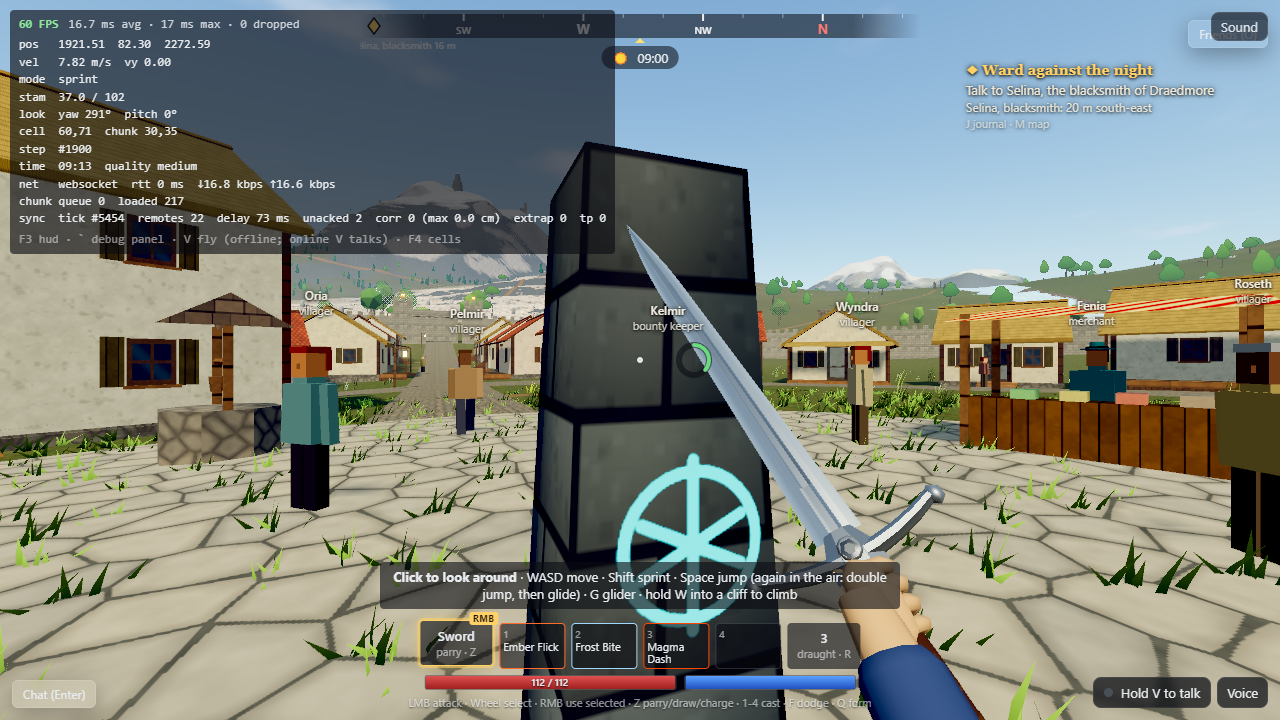 60 FPS 16.7 ms avg · 17 ms max · 0 dropped
pos 1921.51 82.30 2272.59
vel 7.82 m/s vy 0.00
mode sprint
stam 37.0 / 102
look yaw 291° pitch 0°
cell 60,71 chunk 30,35
step #1900
time 09:13 quality medium
net websocket rtt 0 ms ↓16.8 kbps ↑16.6 kbps
chunk queue 0 loaded 217
sync tick #5454 remotes 22 delay 73 ms unacked 2 corr 0 (max 0.0 cm) extrap 0 tp 0
F3 hud · ` debug panel · V fly (offline; online V talks) · F4 cells
SW W NW N
Selina, blacksmith 16 m
09:00
Sound
Ward against the night
Talk to Selina, the blacksmith of Draedmore
Selina, blacksmith: 20 m south-east
J journal · M map
Oria
villager
Pelmir
villager
Kelmir
bounty keeper
Wyndra
villager
Fenia
merchant
Roseth
villager
Click to look around · WASD move · Shift sprint · Space jump (again in the air: double
jump, then glide) · G glider · hold W into a cliff to climb
RMB
Sword
parry · Z
1
Ember Flick
2
Frost Bite
3
Magma
Dash
4
3
draught · R
112 / 112
LMB attack · Wheel select · RMB use selected · Z parry/draw/charge · 1-4 cast · F dodge · Q form
Chat (Enter)
Hold V to talk
Voice